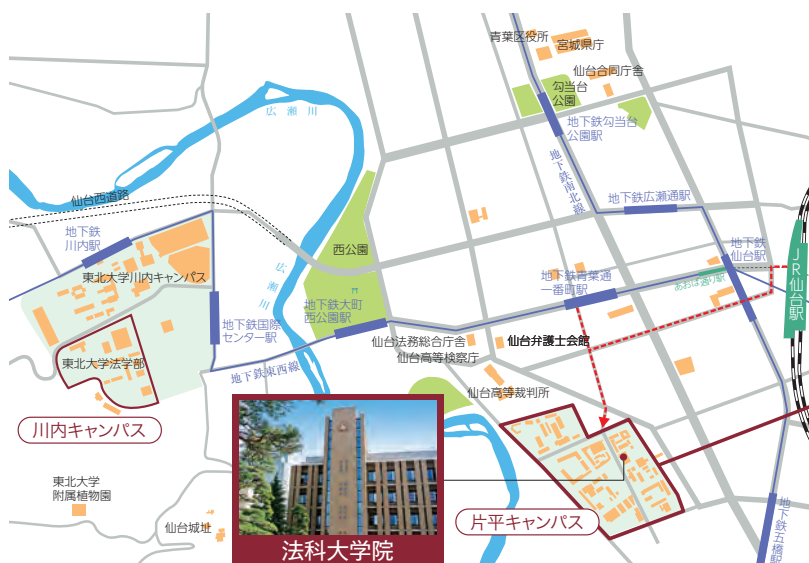 青葉区役所
宮城県庁
仙台合同庁舎
勾当台
公園
地下鉄勾当台
公園駅
広瀬川
仙台西道路
地下鉄南北線
地下鉄広瀬通駅
地下鉄
川内駅
西公園
地下鉄
仙台駅
JR仙台駅
東北大学川内キャンパス
広瀬川
地下鉄青葉通
一番町駅
あおば通り駅
地下鉄大町
西公園駅
地下鉄国際
センター駅
仙台法務総合庁舎
仙台高等検察庁
仙台弁護士会館
東北大学法学部
地下鉄東西線
仙台高等裁判所
川内キャンパス
東北大学
附属植物園
仙台城址
法科大学院
片平キャンパス
地下鉄五橋駅